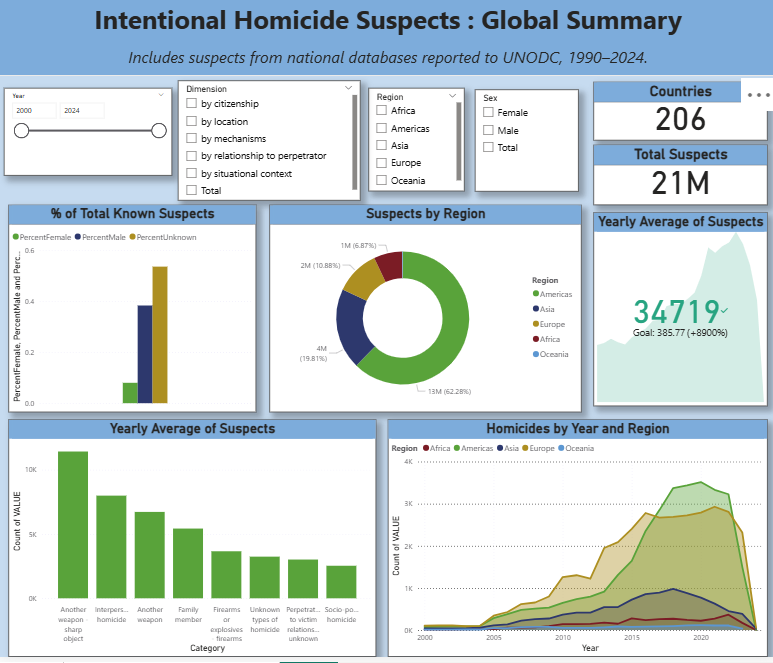 Intentional Homicide Suspects : Global Summary
Includes suspects from national databases reported to UNODC, 1990–2024.
Year
2000
2024
Dimension
by citizenship
by location
by mechanisms
by relationship to perpetrator
by situational context
Total
Region
Africa
Americas
Asia
Europe
Oceania
Sex
Female
Male
Total
Countries
206
Total Suspects
21M
% of Total Known Suspects
PercentFemale PercentMale PercentUnknown
PercentFemale, PercentMale and Perc...
0.6
0.4
0.2
0.0
Suspects by Region
1M (6.87%)
2M (10.88%)
4M
(19.81%)
13M (62.28%)
Region
Americas
Asia
Europe
Africa
Oceania
Yearly Average of Suspects
34719
Goal: 385.77 (+8900%)
Yearly Average of Suspects
Count of VALUE
10K
5K
0K
Another
weapon -
sharp
object
Interpers...
homicide
Another
weapon
Family
member
Firearms
or
explosives
- firearms
Unknown
types of
homicide
Perpetrat...
to victim
relations...
unknown
Socio-po...
homicide
Category
Homicides by Year and Region
Region Africa Americas Asia Europe Oceania
Count of VALUE
4K
3K
2K
1K
0K
2000
2005
2010
2015
2020
Year